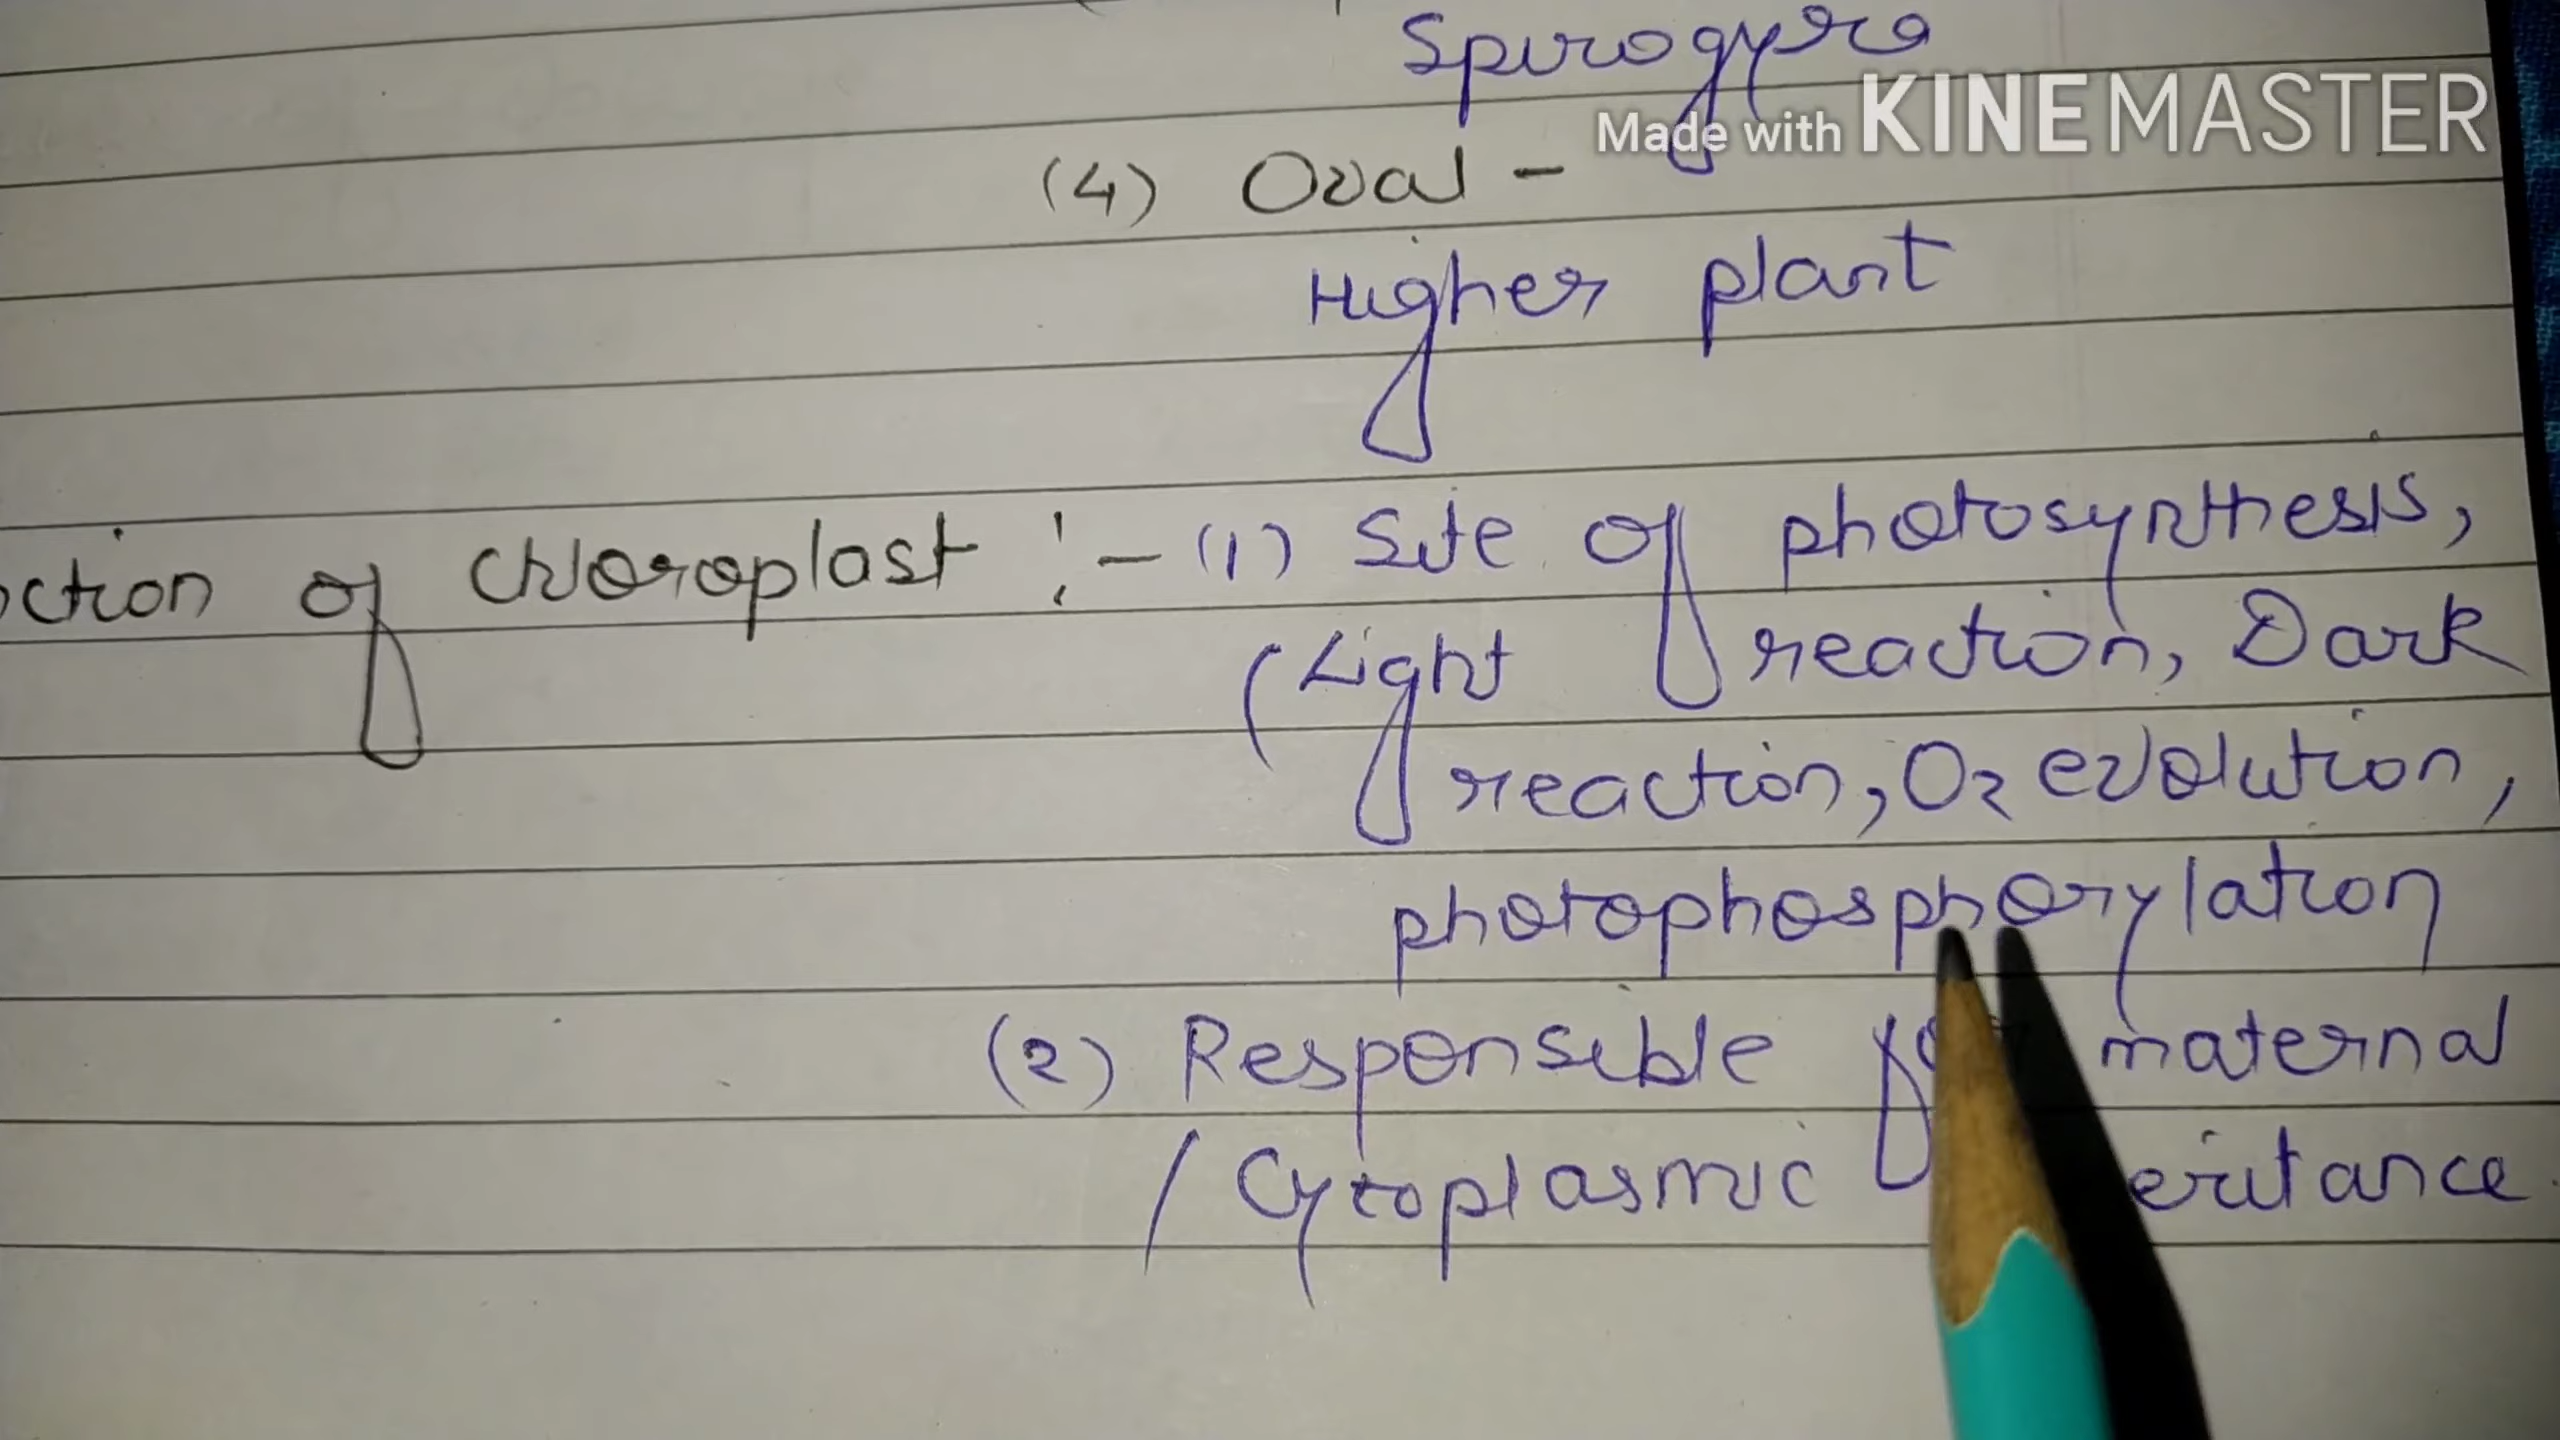 Spirogyra
Made with KINEMASTER
(4) Oval -
Higher plant
ction of chloroplast :- (1) Site of photosynthesis,
(Light reaction, Dark
reaction, O2 evolution,
photophosphorylation
(2) Responsible maternal
/ Cytoplasmic eritance.